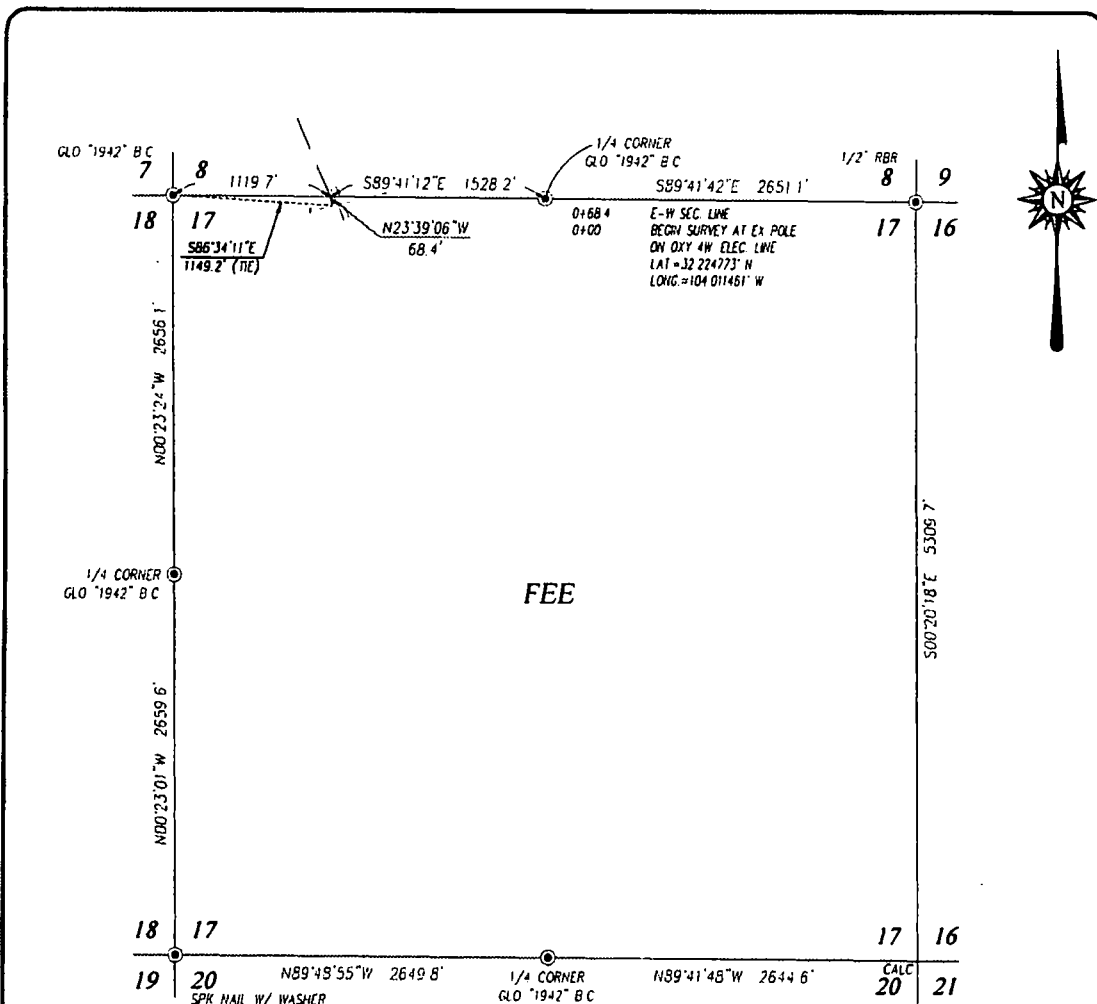 1/4 CORNER
GLO "1942" B C
GLO "1942" B C
1/2" RBR
7 8
8 9
1119.7'
S89°41'12"E 1528.2'
S89°41'42"E 2651.1'
18 17
17 16
N23°39'06"W
68.4'
S86°34'11"E
1149.2' (TIE)
0+68.4 E-W SEC. LINE
0+00 BEGIN SURVEY AT EX POLE
ON OXY 4W ELEC. LINE
LAT.=32.224773° N
LONG.=104.011461° W
N
N00°23'24"W 2656.1'
1/4 CORNER
GLO "1942" B C
FEE
S00°20'18"E 5309.7'
N00°23'01"W 2659.6'
18 17
17 16
19 20
N89°49'55"W 2649.8'
1/4 CORNER
GLO "1942" B C
N89°41'48"W 2644.6'
CALC
20 21
SPK NAIL W/ WASHER